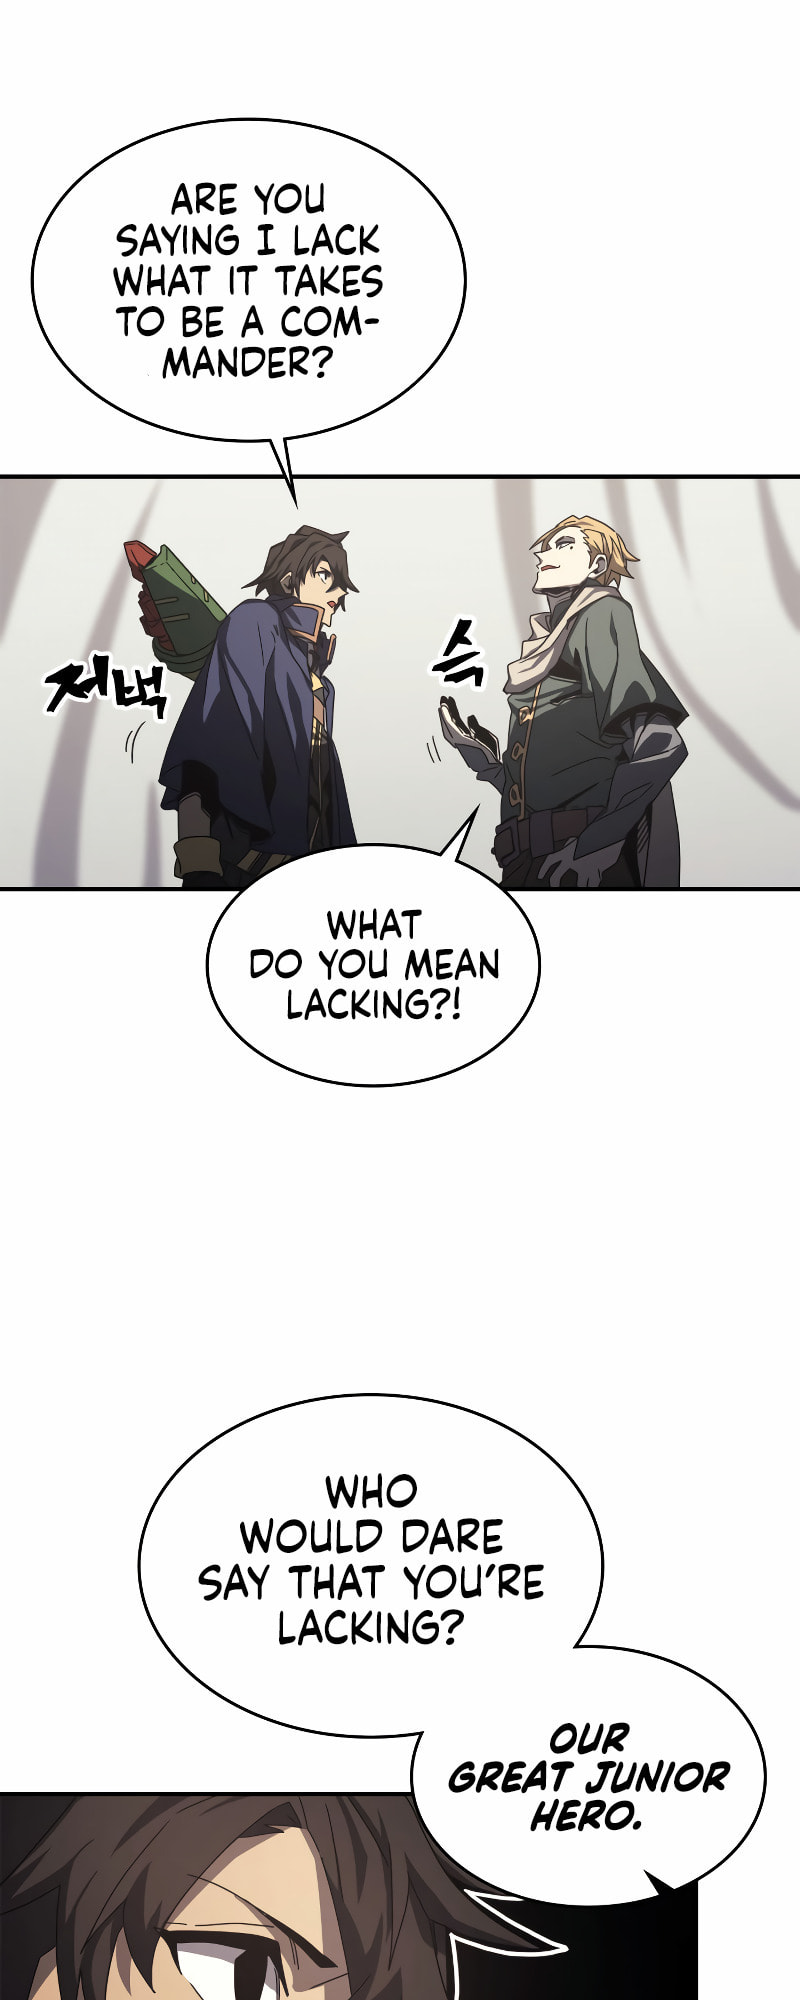 ARE YOU
SAYING I LACK
WHAT IT TAKES
TO BE A COM-
MANDER?
저벅
슥
WHAT
DO YOU MEAN
LACKING?!
WHO
WOULD DARE
SAY THAT YOU'RE
LACKING?
OUR
GREAT JUNIOR
HERO.